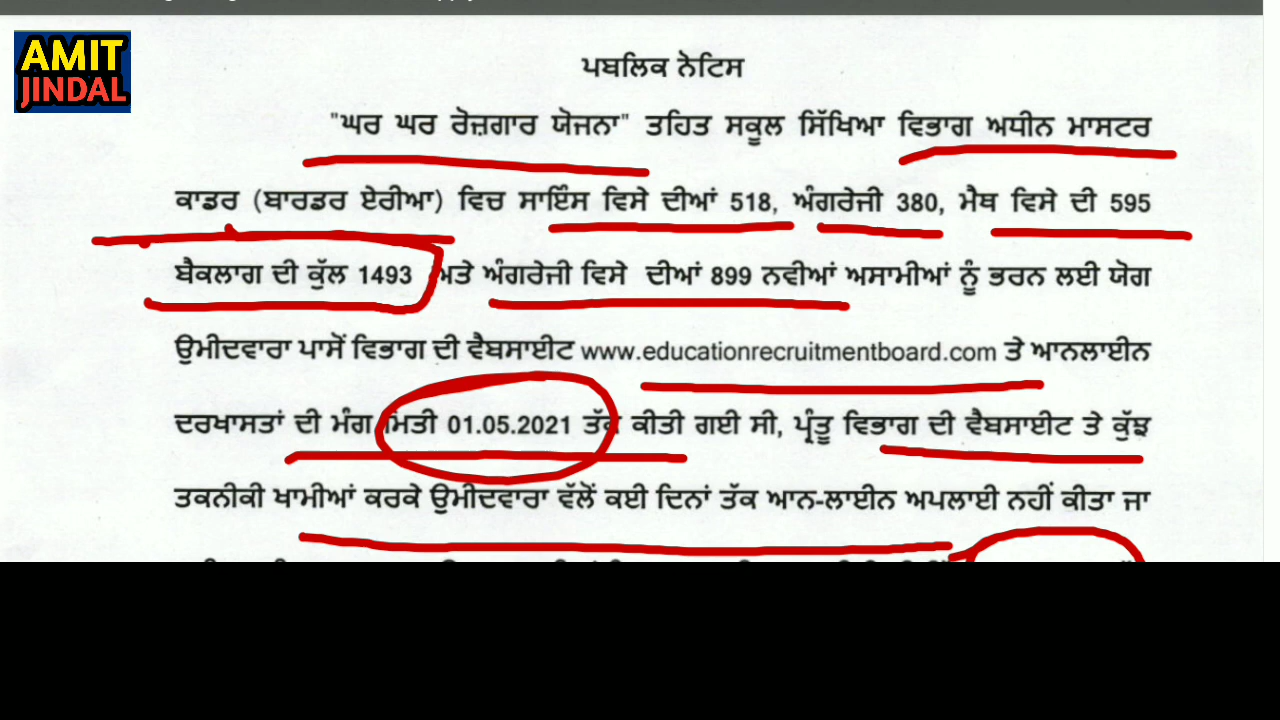 AMIT
JINDAL
ਪਬਲਿਕ ਨੋਟਿਸ
"ਘਰ ਘਰ ਰੋਜ਼ਗਾਰ ਯੋਜਨਾ" ਤਹਿਤ ਸਕੂਲ ਸਿੱਖਿਆ ਵਿਭਾਗ ਅਧੀਨ ਮਾਸਟਰ
ਕਾਡਰ (ਬਾਰਡਰ ਏਰੀਆ) ਵਿਚ ਸਾਇੰਸ ਵਿਸੇ ਦੀਆਂ 518, ਅੰਗਰੇਜੀ 380, ਮੈਥ ਵਿਸੇ ਦੀ 595
ਬੈਕਲਾਗ ਦੀ ਕੁੱਲ 1493 ਅਤੇ ਅੰਗਰੇਜੀ ਵਿਸੇ ਦੀਆਂ 899 ਨਵੀਆਂ ਅਸਾਮੀਆਂ ਨੂੰ ਭਰਨ ਲਈ ਯੋਗ
ਉਮੀਦਵਾਰਾ ਪਾਸੋਂ ਵਿਭਾਗ ਦੀ ਵੈਬਸਾਈਟ www.educationrecruitmentboard.com ਤੇ ਆਨਲਾਈਨ
ਦਰਖਾਸਤਾਂ ਦੀ ਮੰਗ ਮਿਤੀ 01.05.2021 ਤੱਕ ਕੀਤੀ ਗਈ ਸੀ, ਪ੍ਰੰਤੂ ਵਿਭਾਗ ਦੀ ਵੈਬਸਾਈਟ ਤੇ ਕੁੱਝ
ਤਕਨੀਕੀ ਖਾਮੀਆਂ ਕਰਕੇ ਉਮੀਦਵਾਰਾ ਵੱਲੋਂ ਕਈ ਦਿਨਾਂ ਤੱਕ ਆਨ-ਲਾਈਨ ਅਪਲਾਈ ਨਹੀਂ ਕੀਤਾ ਜਾ